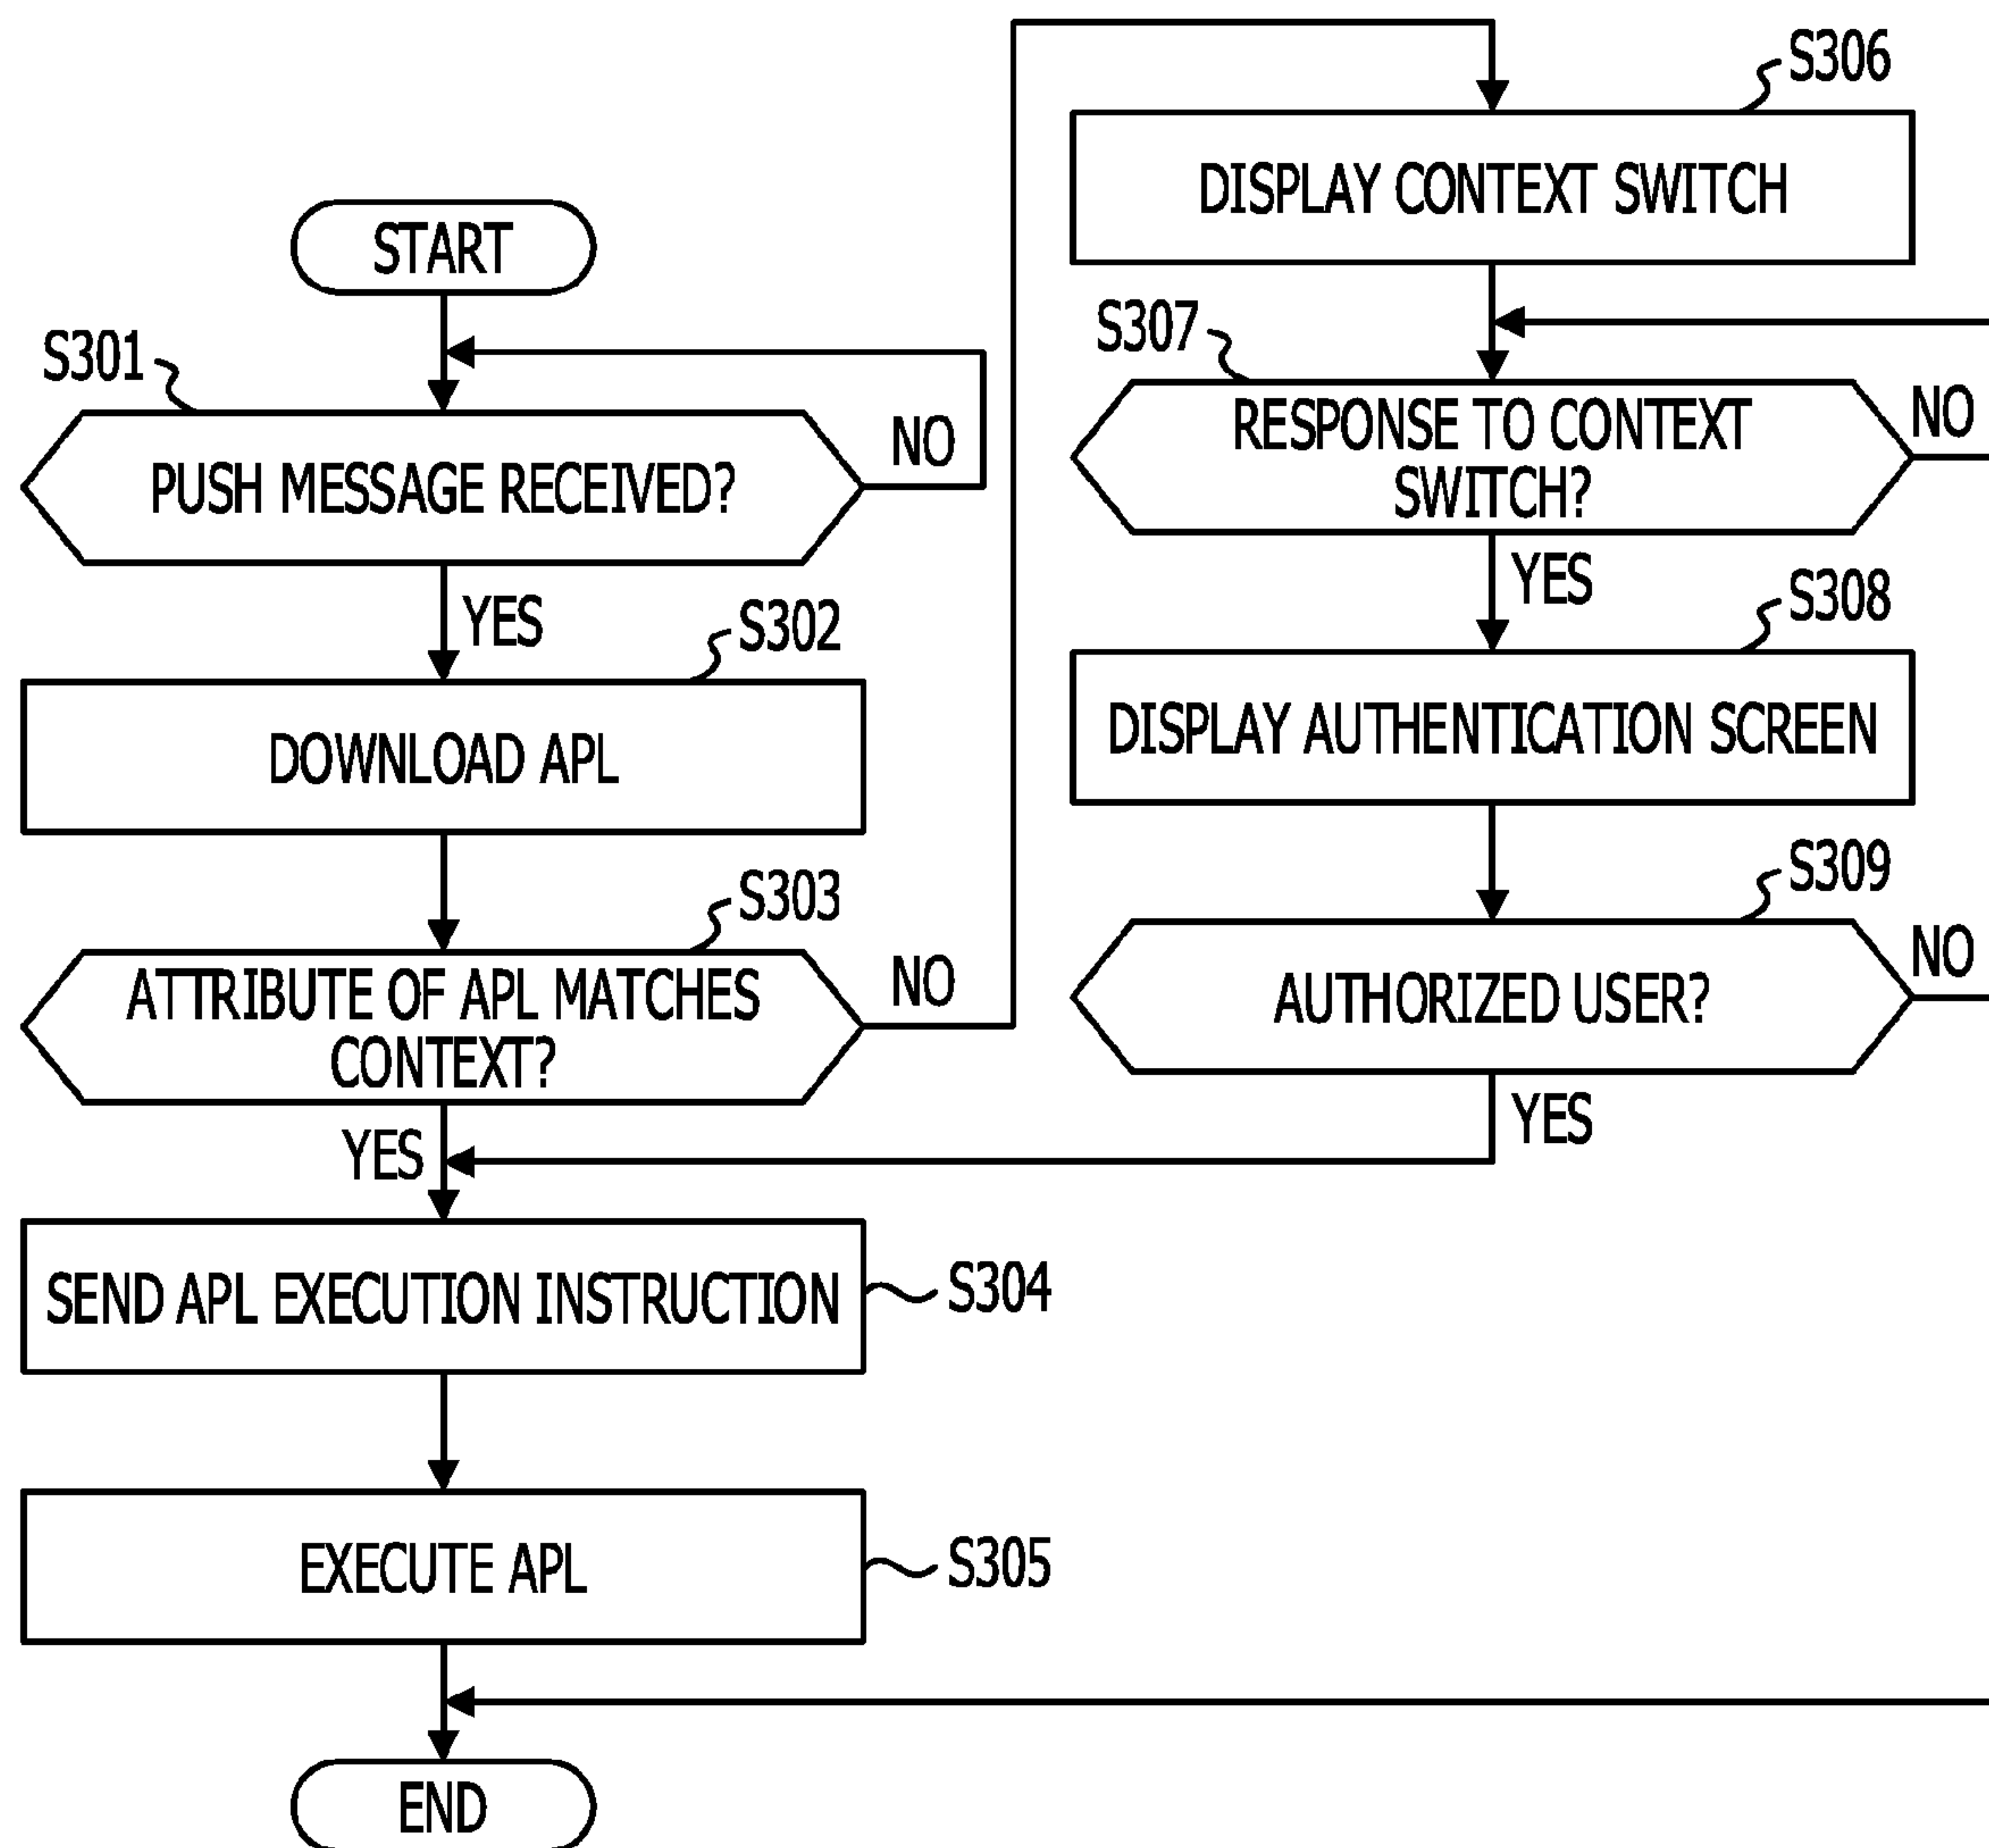 START
S301
PUSH MESSAGE RECEIVED?
NO
YES
S302
DOWNLOAD APL
S303
ATTRIBUTE OF APL MATCHES
CONTEXT?
NO
YES
SEND APL EXECUTION INSTRUCTION
S304
EXECUTE APL
S305
END
S306
DISPLAY CONTEXT SWITCH
S307
RESPONSE TO CONTEXT
SWITCH?
NO
YES
S308
DISPLAY AUTHENTICATION SCREEN
S309
AUTHORIZED USER?
NO
YES